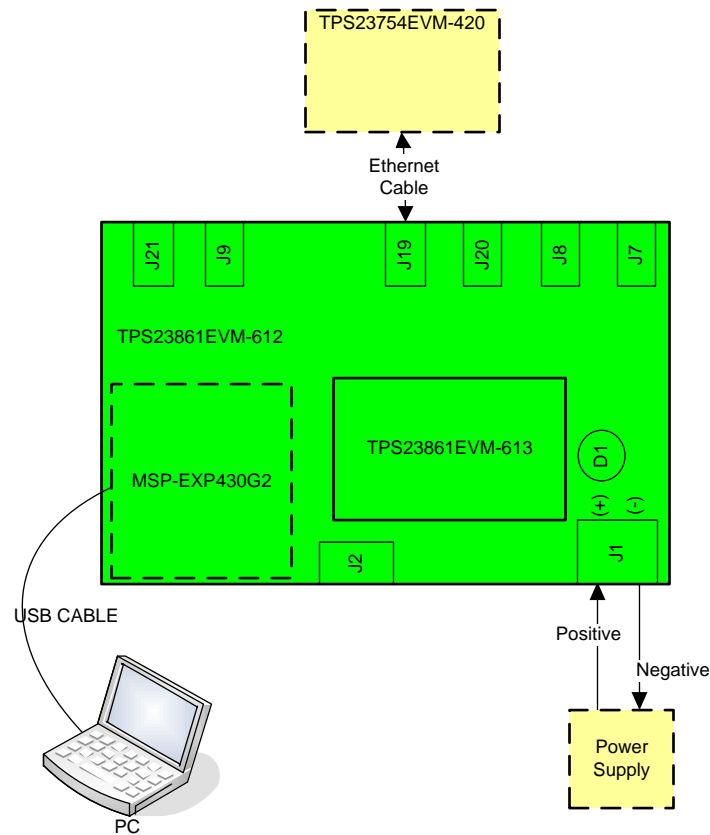 TPS23754EVM-420
Ethernet
Cable
J21
J9
J19
J20
J8
J7
TPS23861EVM-612
MSP-EXP430G2
TPS23861EVM-613
D1
(+)
(-)
J2
J1
USB CABLE
Positive
Negative
Power
Supply
PC